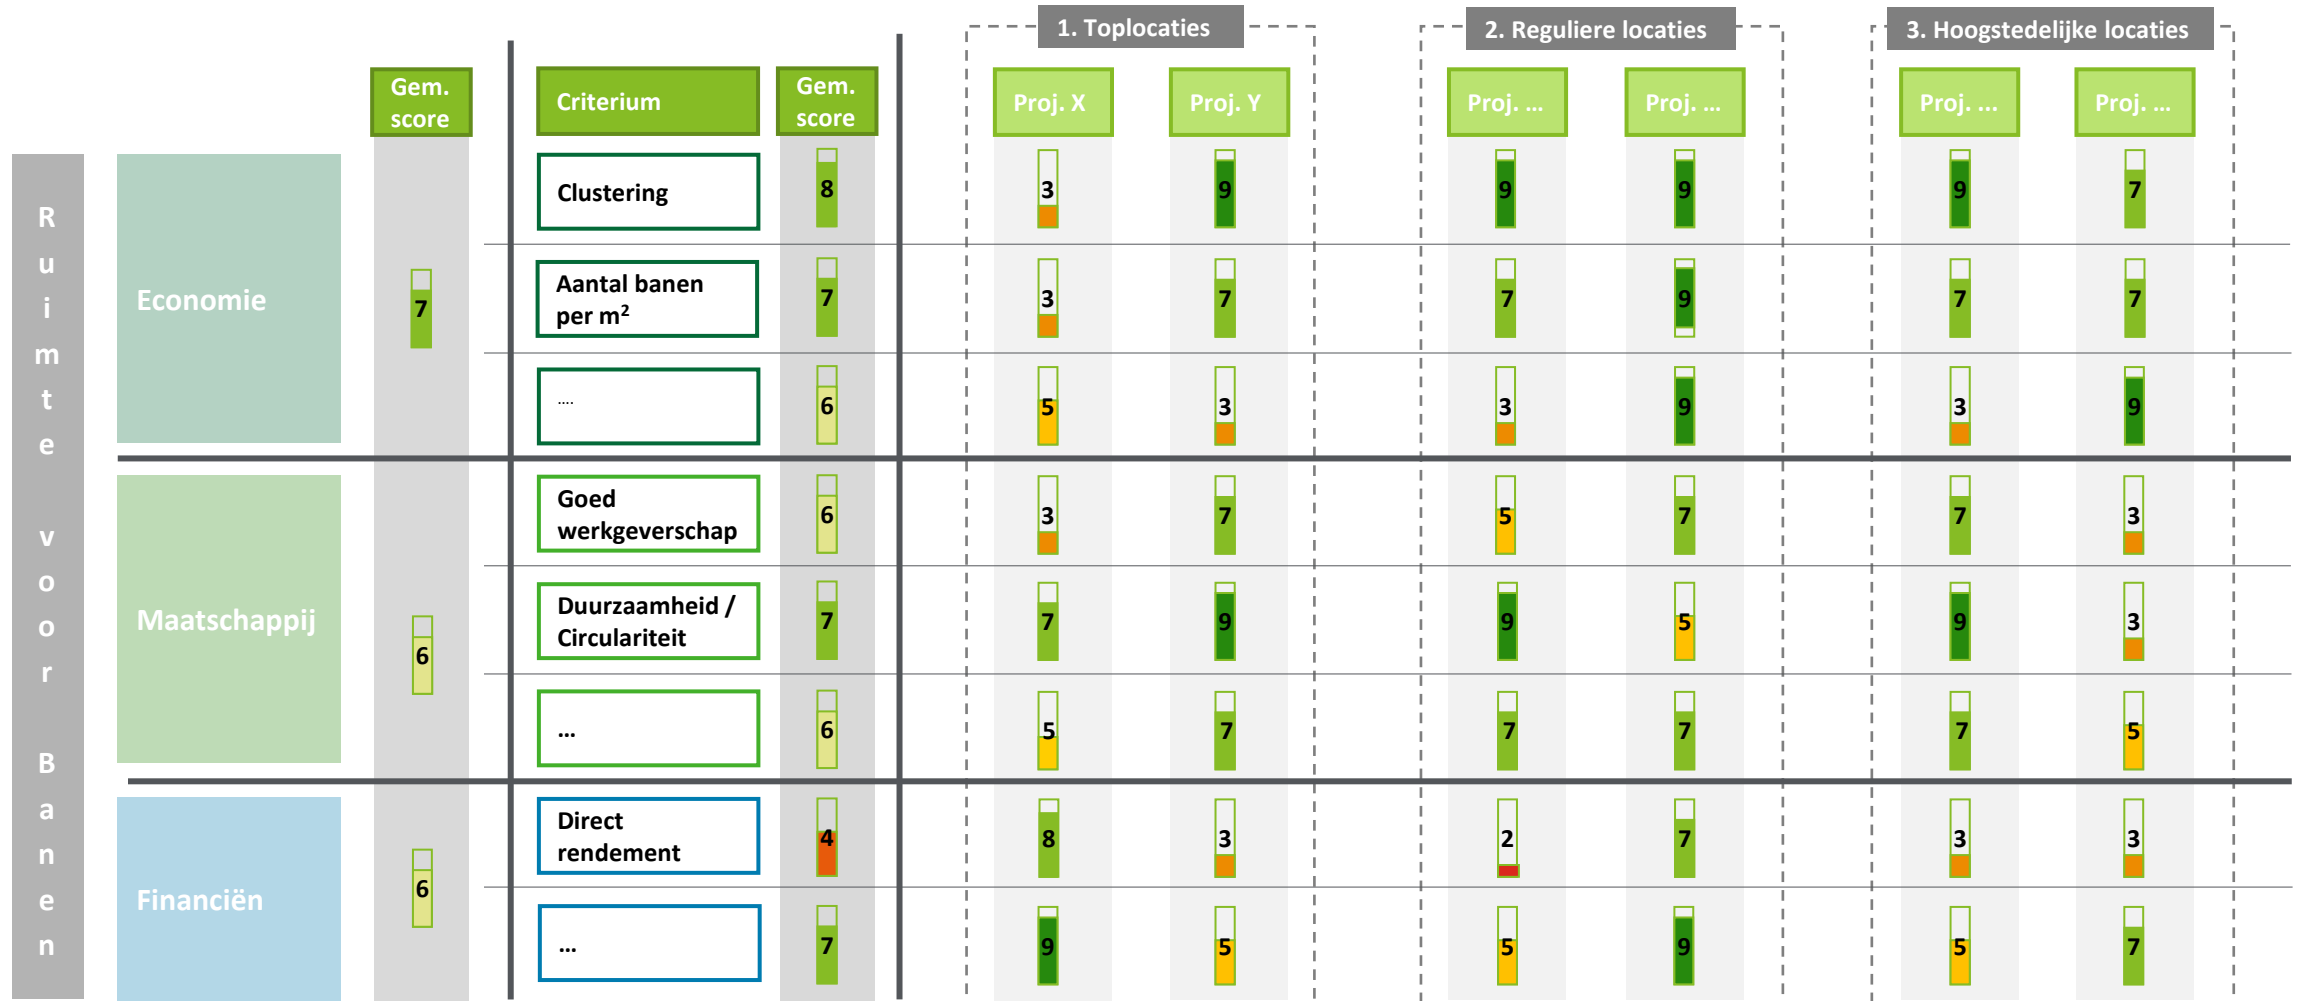 1. Toplocaties
2. Reguliere locaties
3. Hoogstedelijke locaties
Gem.
score
Criterium
Gem.
score
Proj. X
Proj. Y
Proj. ...
Proj. ...
Proj. ...
Proj. ...
Ruimte voor Banen
Economie
7
Clustering
8
3
9
9
9
9
7
Aantal banen
per m²
7
3
7
7
9
7
7
....
6
5
3
3
9
3
9
Maatschappij
6
Goed
werkgeverschap
6
3
7
5
7
7
3
Duurzaamheid /
Circulariteit
7
7
9
9
5
9
3
...
6
5
7
7
7
7
5
Financiën
6
Direct
rendement
4
8
3
2
7
3
3
...
7
9
5
5
9
5
7